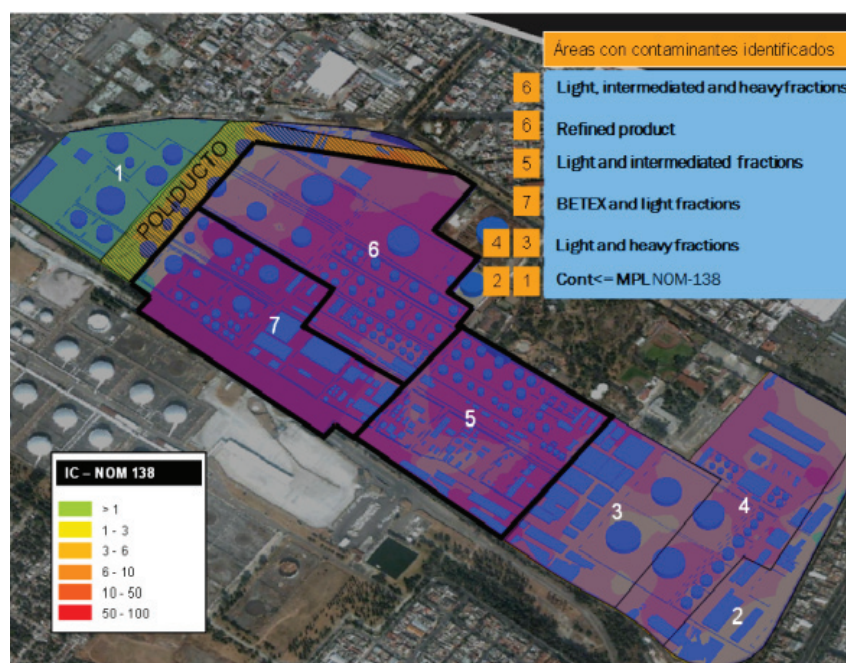 Áreas con contaminantes identificados
6 Light, intermediated and heavy fractions
6 Refined product
5 Light and intermediated fractions
7 BETEX and light fractions
4 3 Light and heavy fractions
2 1 Cont<= MPL NOM-138
1
POLIDUCTO
6
7
5
3
4
2
IC – NOM 138
> 1
1 - 3
3 - 6
6 - 10
10 - 50
50 - 100